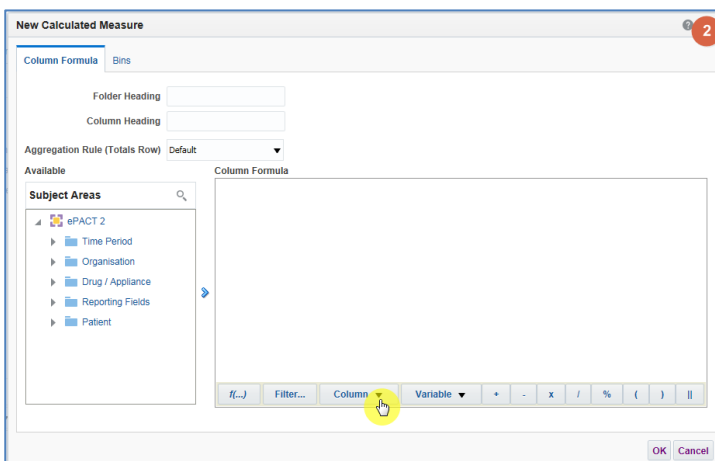 New Calculated Measure
?
2
Column Formula Bins
Folder Heading
Column Heading
Aggregation Rule (Totals Row) Default
Available Column Formula
Subject Areas
ePACT 2
Time Period
Organisation
Drug / Appliance
Reporting Fields
Patient
f(...) Filter... Column Variable + - x / % ( ) ||
OK Cancel